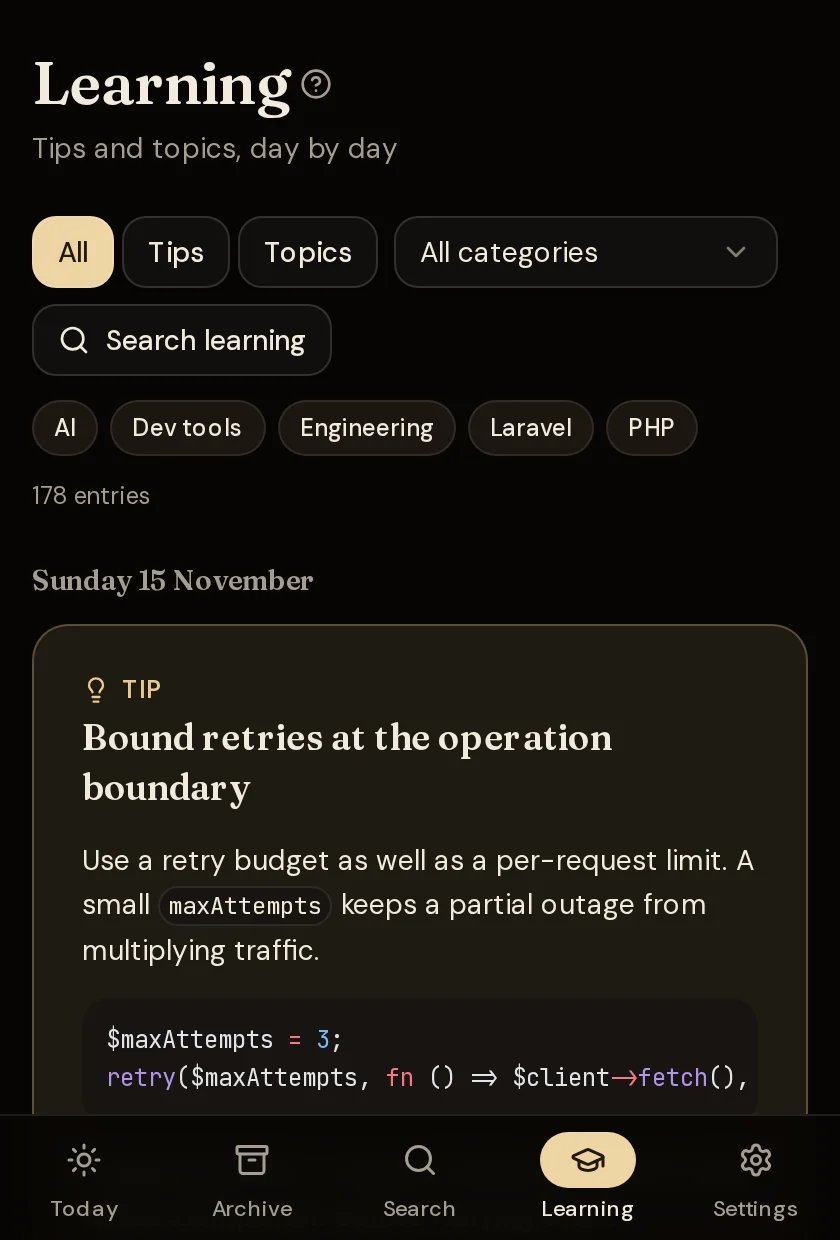 Learning
Tips and topics, day by day
All Tips Topics All categories
Search learning
AI Dev tools Engineering Laravel PHP
178 entries
Sunday 15 November
TIP
Bound retries at the operation
boundary
Use a retry budget as well as a per-request limit. A
small maxAttempts keeps a partial outage from
multiplying traffic.
$maxAttempts = 3;
retry($maxAttempts, fn () => $client->fetch(),
Today Archive Search Learning Settings